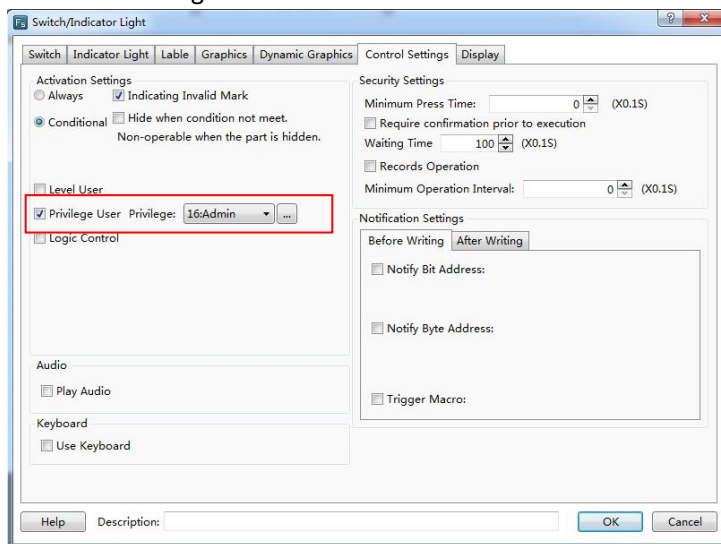 Fs Switch/Indicator Light
Switch Indicator Light Lable Graphics Dynamic Graphics Control Settings Display
Activation Settings
Always Indicating Invalid Mark
Conditional Hide when condition not meet.
Non-operable when the part is hidden.
Level User
Privilege User Privilege: 16:Admin ...
Logic Control
Audio
Play Audio
Keyboard
Use Keyboard
Security Settings
Minimum Press Time: 0 (X0.1S)
Require confirmation prior to execution
Waiting Time 100 (X0.1S)
Records Operation
Minimum Operation Interval: 0 (X0.1S)
Notification Settings
Before Writing After Writing
Notify Bit Address:
Notify Byte Address:
Trigger Macro:
Help Description: OK Cancel